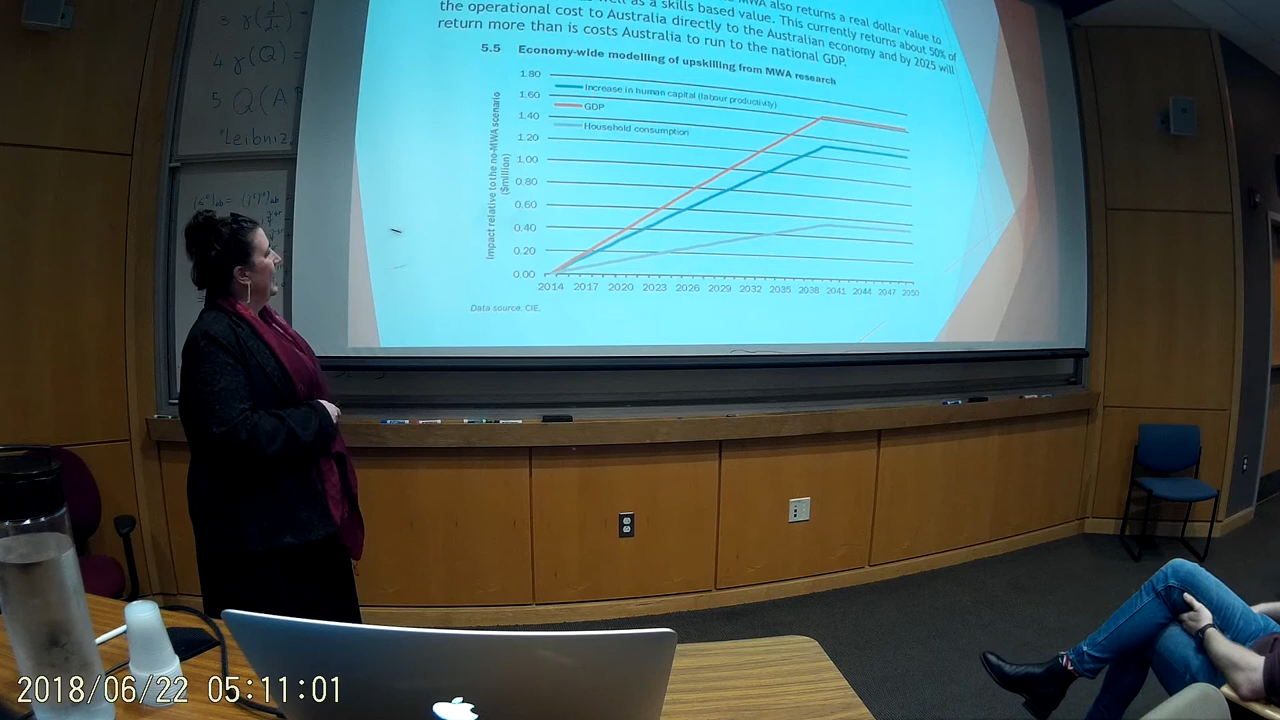 3 γ(
4 γ(Q) =
5 Q(A B
Leibniz
MWA also returns a real dollar value to
as well as a skills based value. This currently returns about 50% of
the operational cost to Australia directly to the Australian economy and by 2025 will
return more than is costs Australia to run to the national GDP.
5.5 Economy-wide modelling of upskilling from MWA research
Impact relative to the no-MWA scenario
($million)
1.80
1.60
1.40
1.20
1.00
0.80
0.60
0.40
0.20
0.00
Increase in human capital (labour productivity)
GDP
Household consumption
2014 2017 2020 2023 2026 2029 2032 2035 2038 2041 2044 2047 2050
Data source: CIE.
2018/06/22 05:11:01